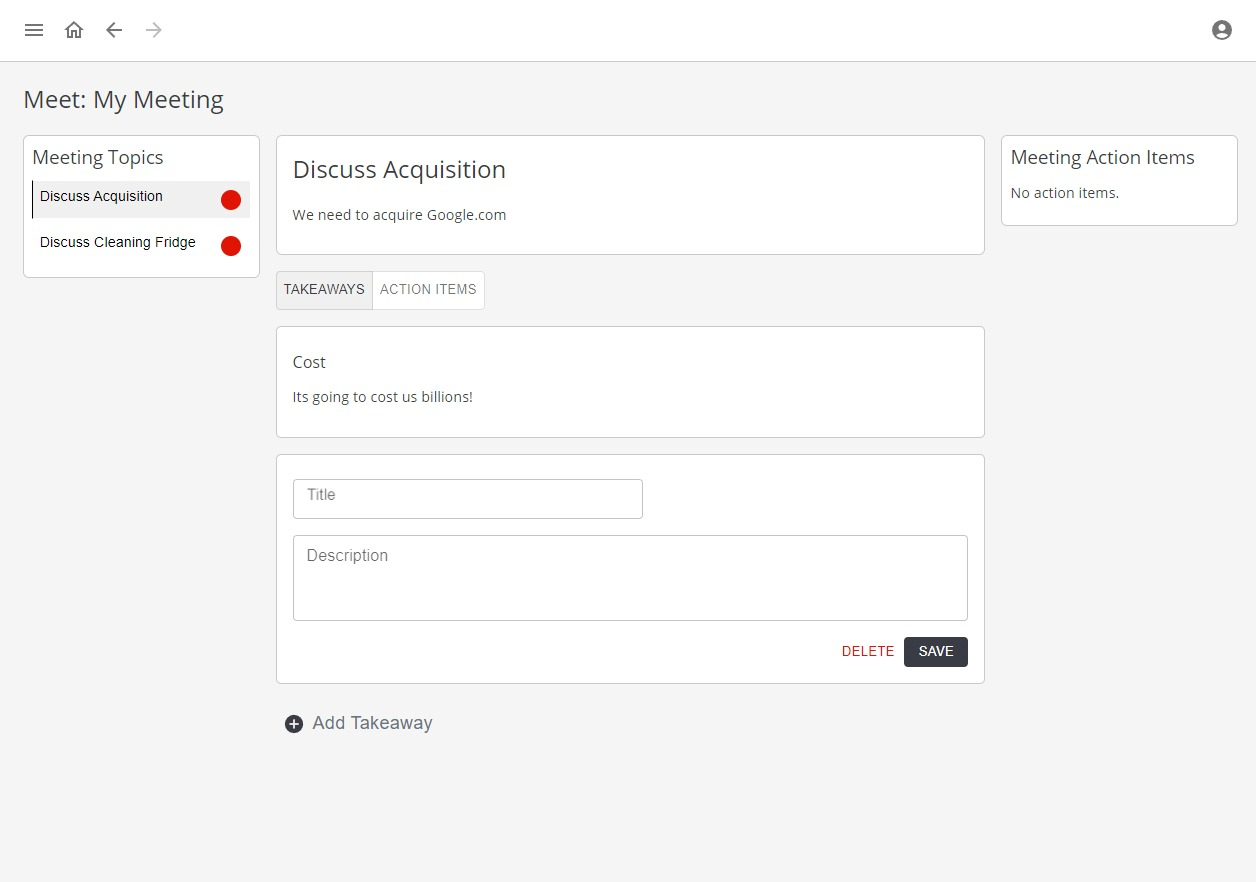 Meet: My Meeting
Meeting Topics
Discuss Acquisition
Discuss Cleaning Fridge
Discuss Acquisition
We need to acquire Google.com
TAKEAWAYS
ACTION ITEMS
Cost
Its going to cost us billions!
Title
Description
DELETE
SAVE
Add Takeaway
Meeting Action Items
No action items.